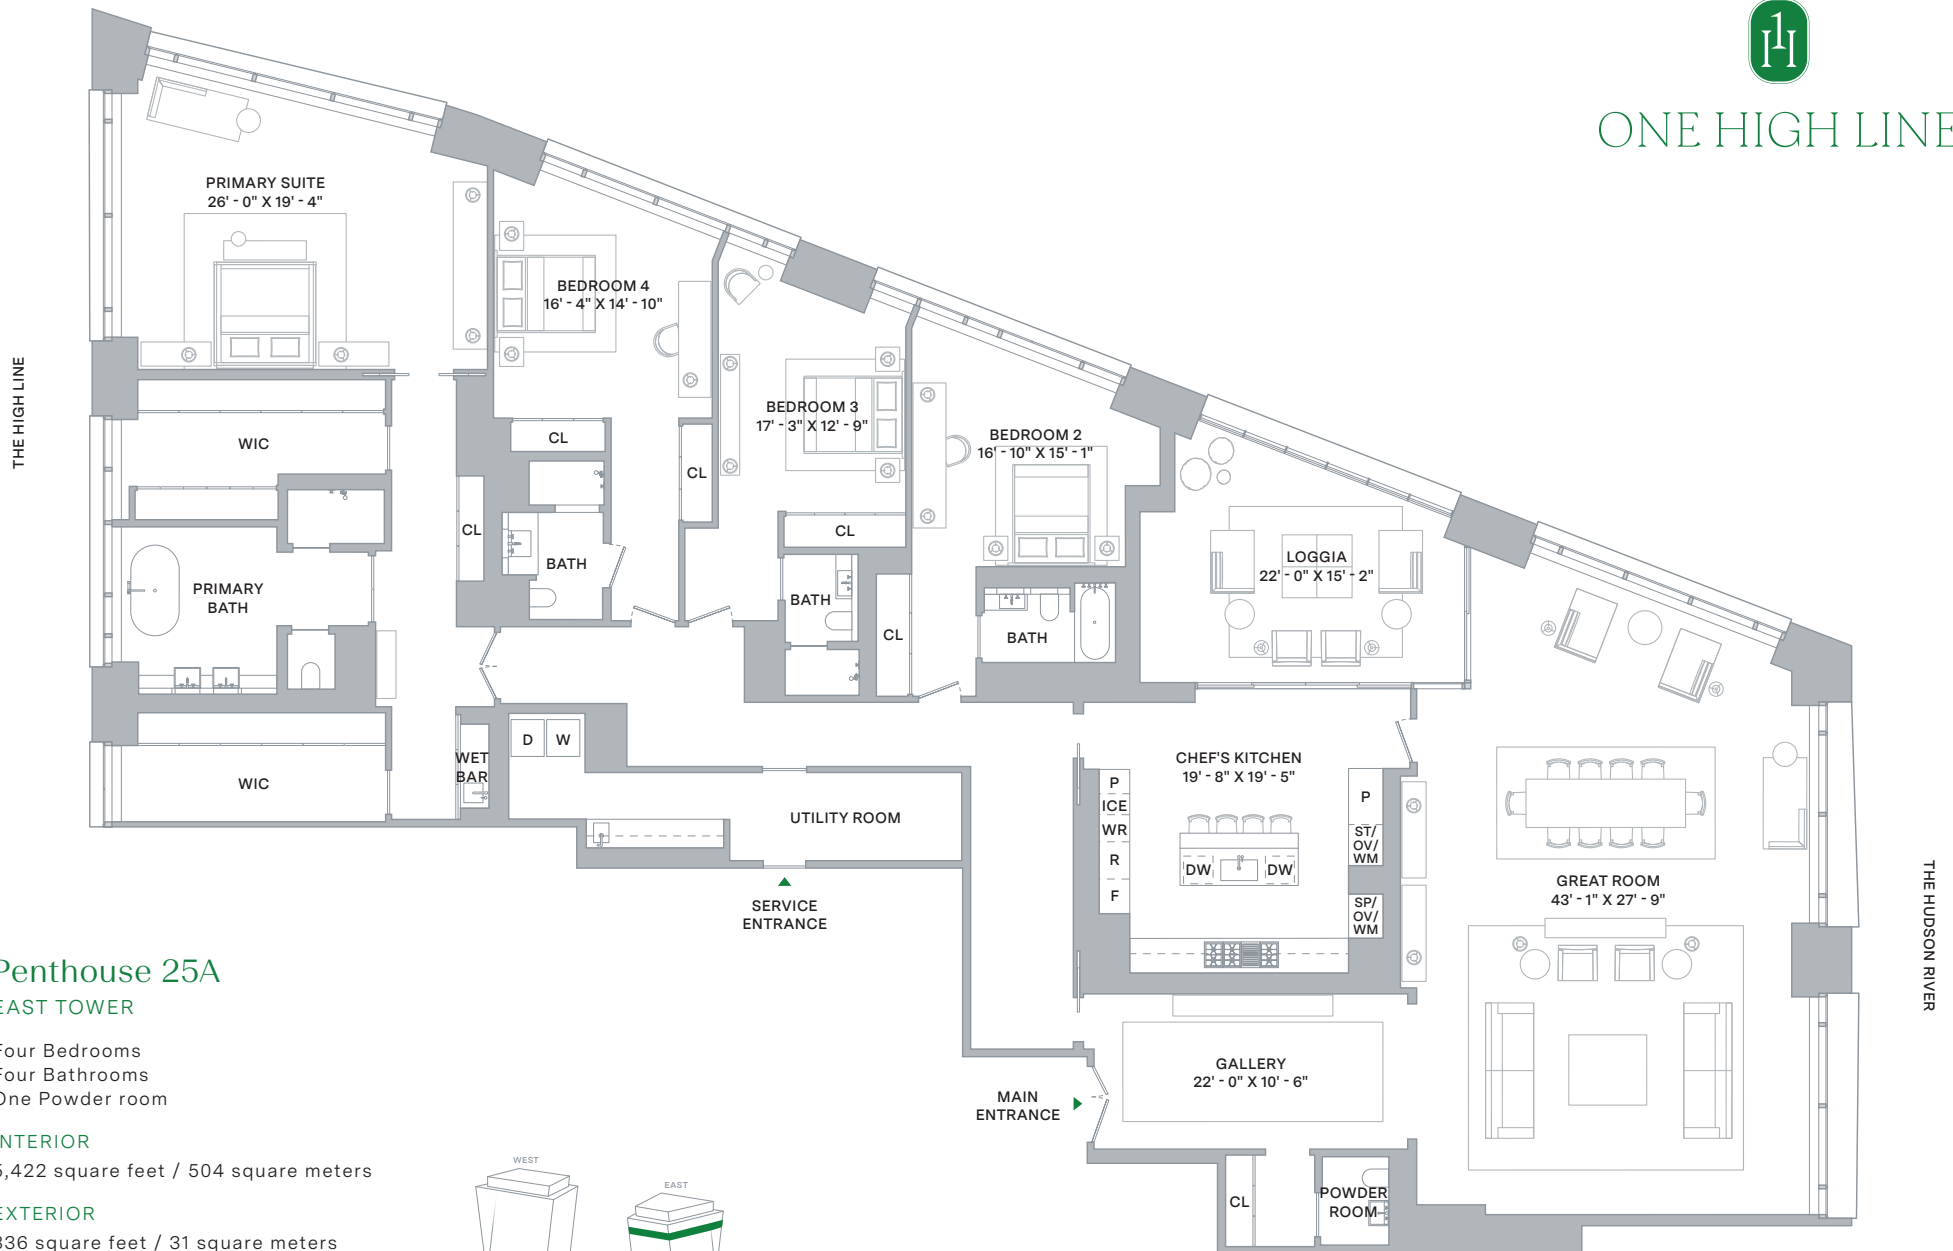 1H
ONE HIGH LINE
PRIMARY SUITE
26' - 0" X 19' - 4"
BEDROOM 4
16' - 4" X 14' - 10"
BEDROOM 3
17' - 3" X 12' - 9"
BEDROOM 2
16' - 10" X 15' - 1"
LOGGIA
22' - 0" X 15' - 2"
THE HIGH LINE
WIC
CL
CL
CL
CL
BATH
PRIMARY
BATH
BATH
CL
BATH
WIC
WET
BAR
D
W
UTILITY ROOM
SERVICE
ENTRANCE
CHEF'S KITCHEN
19' - 8" X 19' - 5"
P
ICE
WR
R
F
DW
DW
P
ST/
OV/
WM
SP/
OV/
WM
GREAT ROOM
43' - 1" X 27' - 9"
THE HUDSON RIVER
GALLERY
22' - 0" X 10' - 6"
MAIN
ENTRANCE
CL
POWDER
ROOM
Penthouse 25A
EAST TOWER
Four Bedrooms
Four Bathrooms
One Powder room
INTERIOR
5,422 square feet / 504 square meters
EXTERIOR
336 square feet / 31 square meters
WEST
EAST